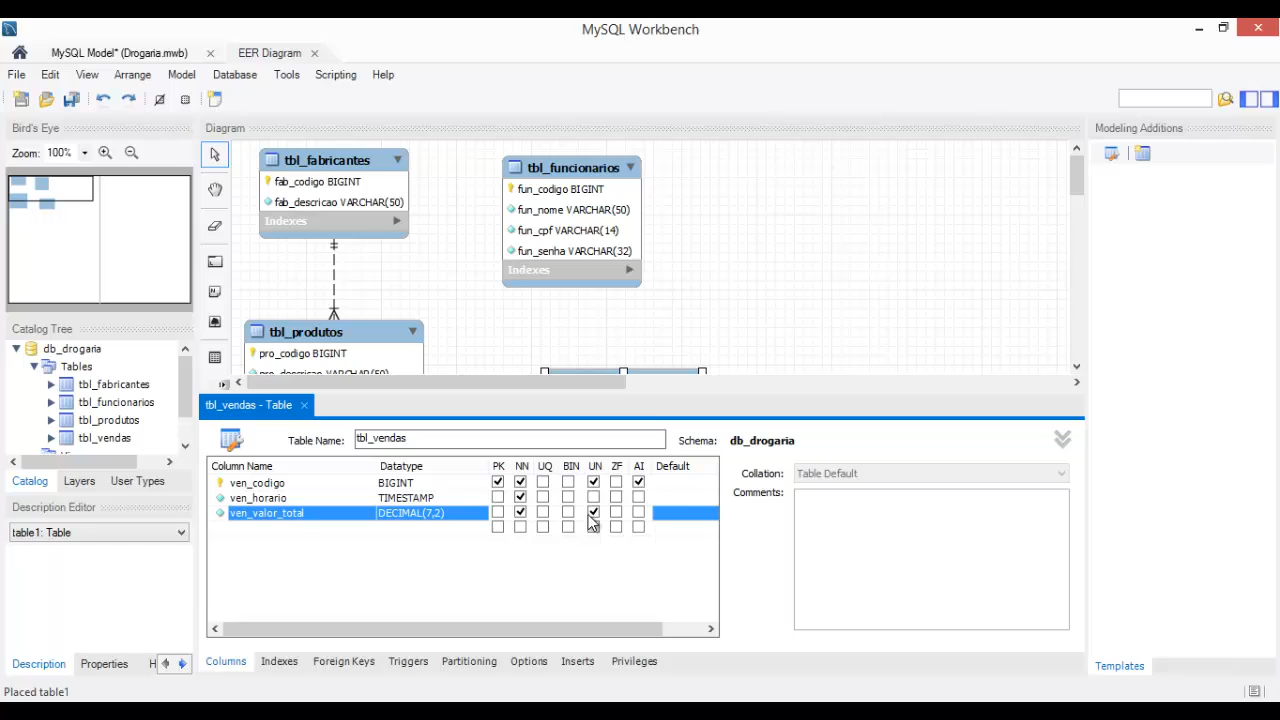 MySQL Workbench
MySQL Model* (Drogaria.mwb)
EER Diagram
File Edit View Arrange Model Database Tools Scripting Help
Bird's Eye
Diagram
Modeling Additions
Zoom: 100%
tbl_fabricantes
fab_codigo BIGINT
fab_descricao VARCHAR(50)
Indexes
tbl_funcionarios
fun_codigo BIGINT
fun_nome VARCHAR(50)
fun_cpf VARCHAR(14)
fun_senha VARCHAR(32)
Indexes
tbl_produtos
pro_codigo BIGINT
pro_descricao VARCHAR(50)
Catalog Tree
db_drogaria
Tables
tbl_fabricantes
tbl_funcionarios
tbl_produtos
tbl_vendas
Catalog Layers User Types
Description Editor
table1: Table
Description Properties H
tbl_vendas - Table
Table Name: tbl_vendas Schema: db_drogaria
Column Name Datatype PK NN UQ BIN UN ZF AI Default
ven_codigo BIGINT
ven_horario TIMESTAMP
ven_valor_total DECIMAL(7,2)
Collation: Table Default
Comments:
Columns Indexes Foreign Keys Triggers Partitioning Options Inserts Privileges
Templates
Placed table1